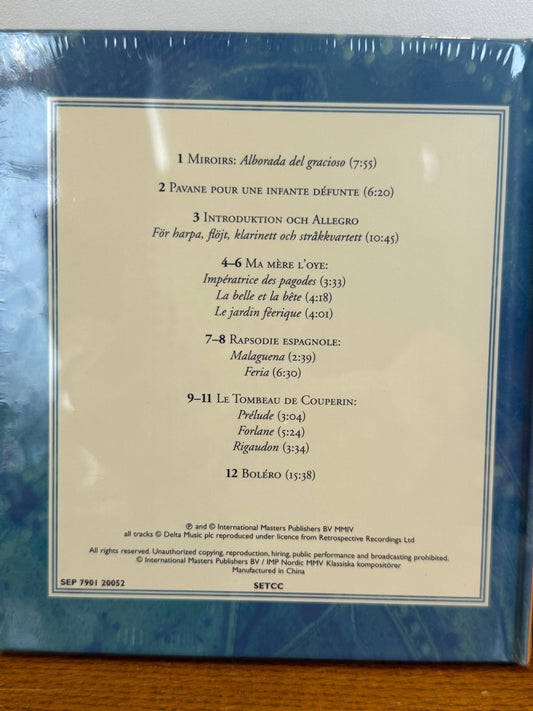 1 Miroirs: Alborada del gracioso (7:55)
2 Pavane pour une infante défunte (6:20)
3 Introduktion och Allegro
För harpa, flöjt, klarinett och stråkkvartett (10:45)
4–6 Ma mère l'oye:
Impératrice des pagodes (3:33)
La belle et la bête (4:18)
Le jardin féerique (4:01)
7–8 Rapsodie espagnole:
Malaguena (2:39)
Feria (6:30)
9–11 Le Tombeau de Couperin:
Prélude (3:04)
Forlane (5:24)
Rigaudon (3:34)
12 Boléro (15:38)
℗ and © International Masters Publishers BV MMIV
all tracks © Delta Music plc reproduced under licence from Retrospective Recordings Ltd
All rights reserved. Unauthorized copying, reproduction, hiring, public performance and broadcasting prohibited.
© International Masters Publishers BV / IMP Nordic MMV Klassiska kompositörer
Manufactured in China
SEP 7901 20052
SETCC